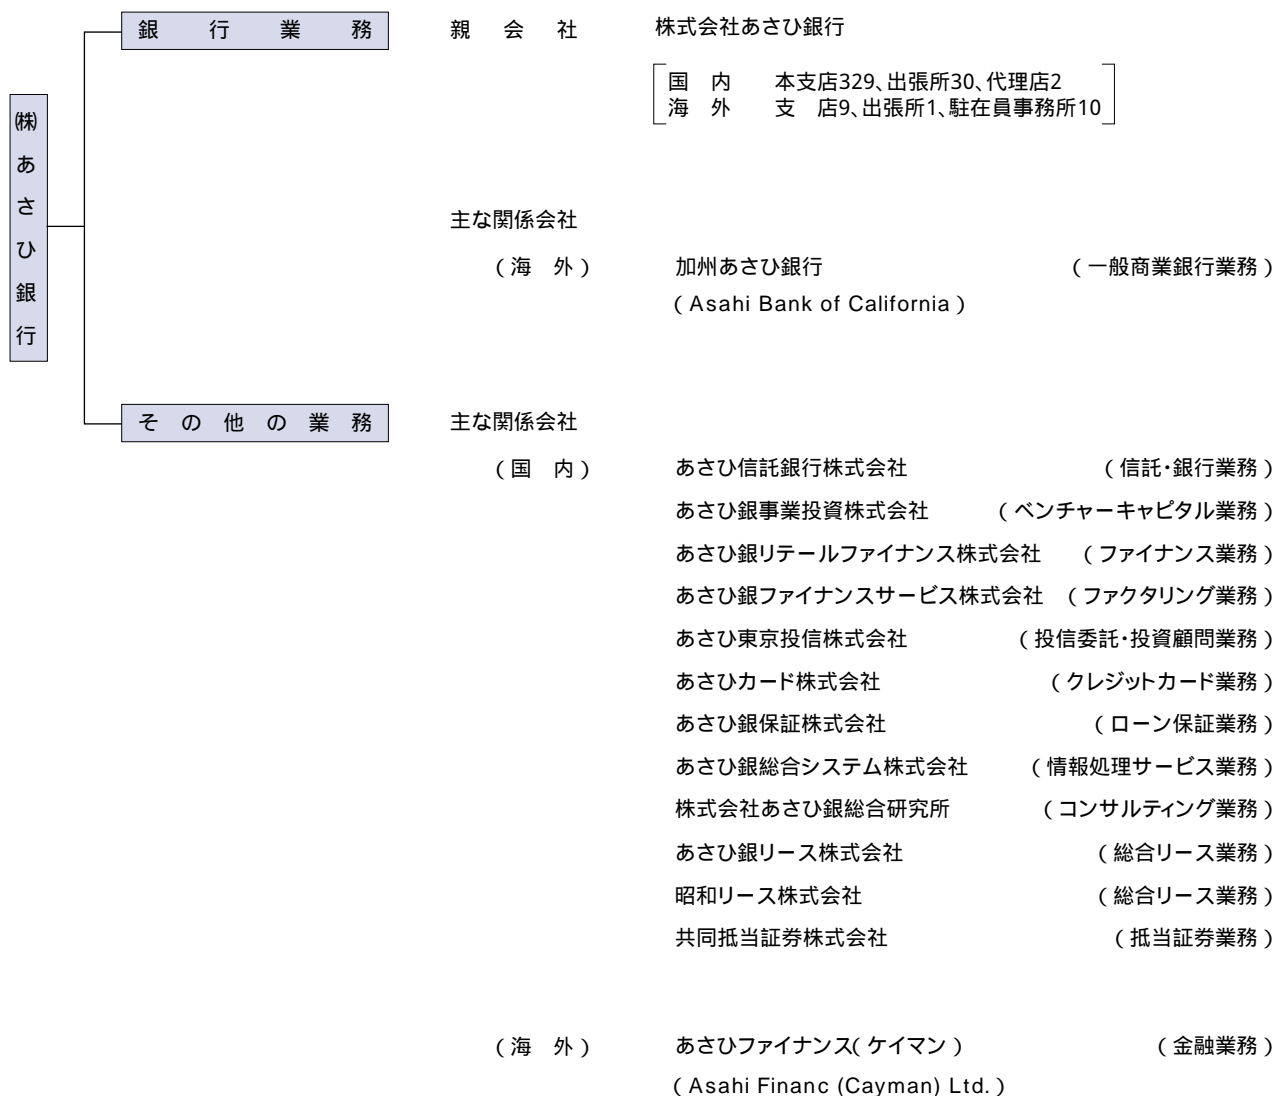 銀行業務 親会社 株式会社あさひ銀行
国内 本支店329、出張所30、代理店2
海外 支店9、出張所1、駐在員事務所10
㈱あさひ銀行
主な関係会社
(海外) 加州あさひ銀行 (一般商業銀行業務)
(Asahi Bank of California)
その他の業務 主な関係会社
(国内) あさひ信託銀行株式会社 (信託・銀行業務)
あさひ銀事業投資株式会社 (ベンチャーキャピタル業務)
あさひ銀リテールファイナンス株式会社 (ファイナンス業務)
あさひ銀ファイナンスサービス株式会社 (ファクタリング業務)
あさひ東京投信株式会社 (投信委託・投資顧問業務)
あさひカード株式会社 (クレジットカード業務)
あさひ銀保証株式会社 (ローン保証業務)
あさひ銀総合システム株式会社 (情報処理サービス業務)
株式会社あさひ銀総合研究所 (コンサルティング業務)
あさひ銀リース株式会社 (総合リース業務)
昭和リース株式会社 (総合リース業務)
共同抵当証券株式会社 (抵当証券業務)
(海外) あさひファイナンス(ケイマン) (金融業務)
(Asahi Financ (Cayman) Ltd.)